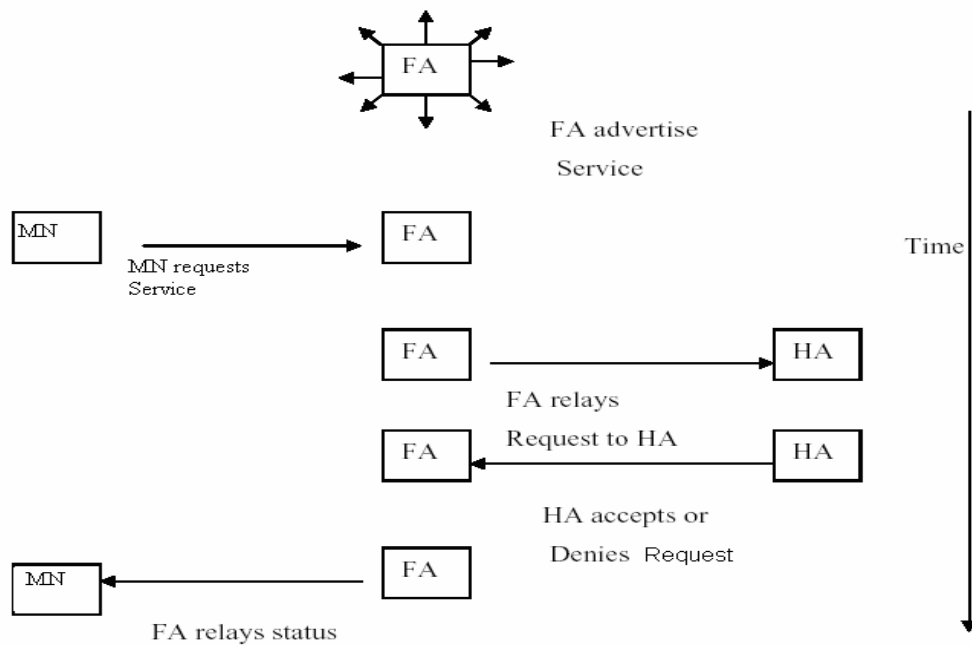 FA
FA advertise
Service
MN
FA
Time
MN requests
Service
FA
HA
FA relays
Request to HA
FA
HA
HA accepts or
Denies Request
MN
FA
FA relays status